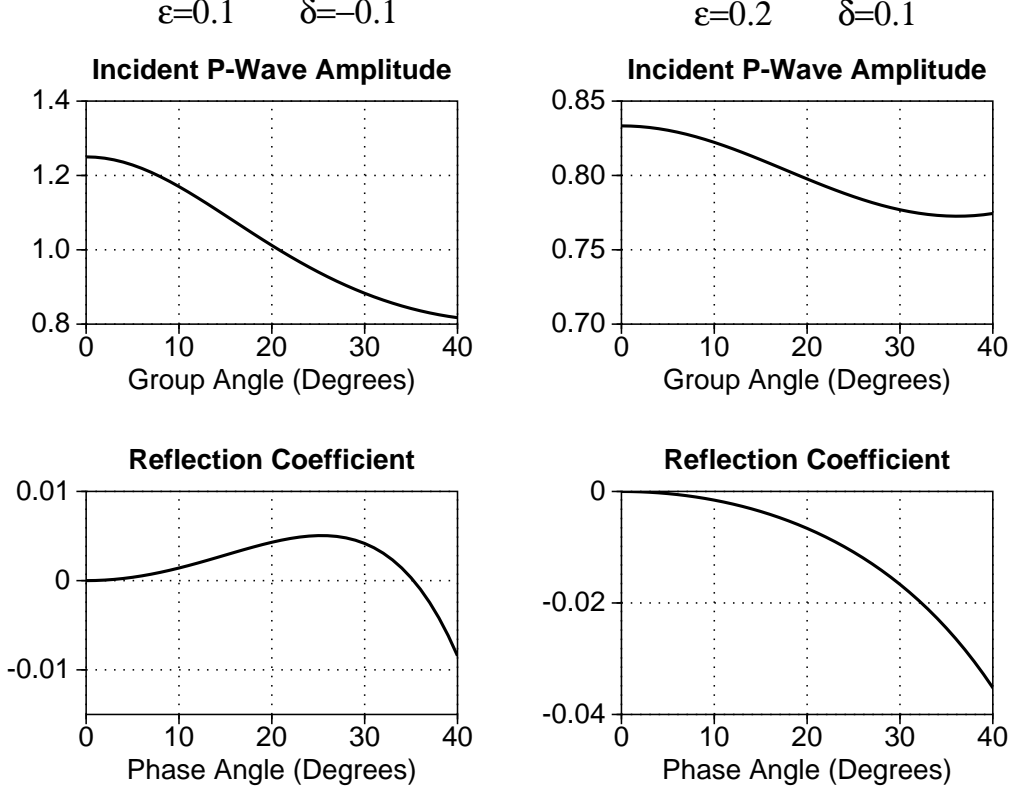 ε=0.1 δ=−0.1
ε=0.2 δ=0.1
Incident P-Wave Amplitude
1.4
1.2
1.0
0.8
0 10 20 30 40
Group Angle (Degrees)
Incident P-Wave Amplitude
0.85
0.80
0.75
0.70
0 10 20 30 40
Group Angle (Degrees)
Reflection Coefficient
0.01
0
-0.01
0 10 20 30 40
Phase Angle (Degrees)
Reflection Coefficient
0
-0.02
-0.04
0 10 20 30 40
Phase Angle (Degrees)